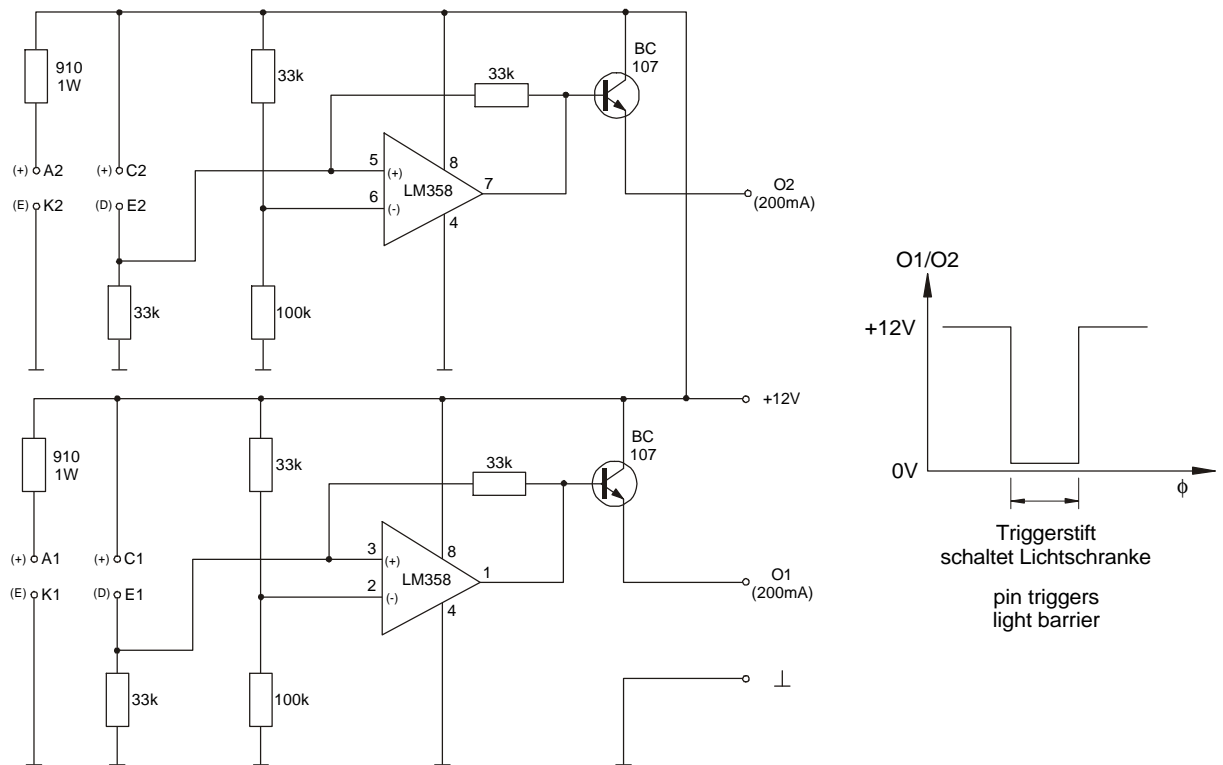 910
1W
33k
33k
BC
107
(+) A2
(+) C2
5
(+)
8
LM358
7
6
(-)
4
(E) K2
(D) E2
O2
(200mA)
33k
100k
+12V
910
1W
33k
33k
BC
107
(+) A1
(+) C1
3
(+)
8
LM358
1
2
(-)
4
(E) K1
(D) E1
O1
(200mA)
33k
100k
⊥
O1/O2
+12V
0V
ϕ
Triggerstift
schaltet Lichtschranke
pin triggers
light barrier